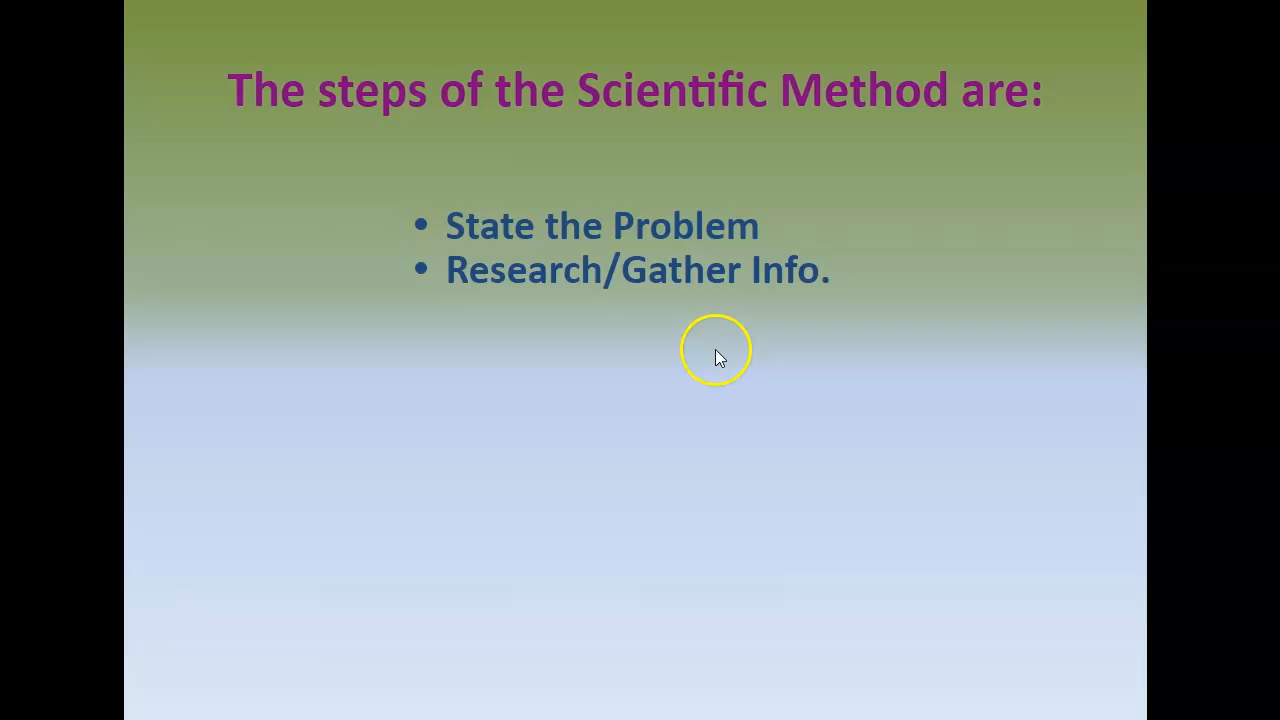 The steps of the Scientific Method are:
• State the Problem
• Research/Gather Info.